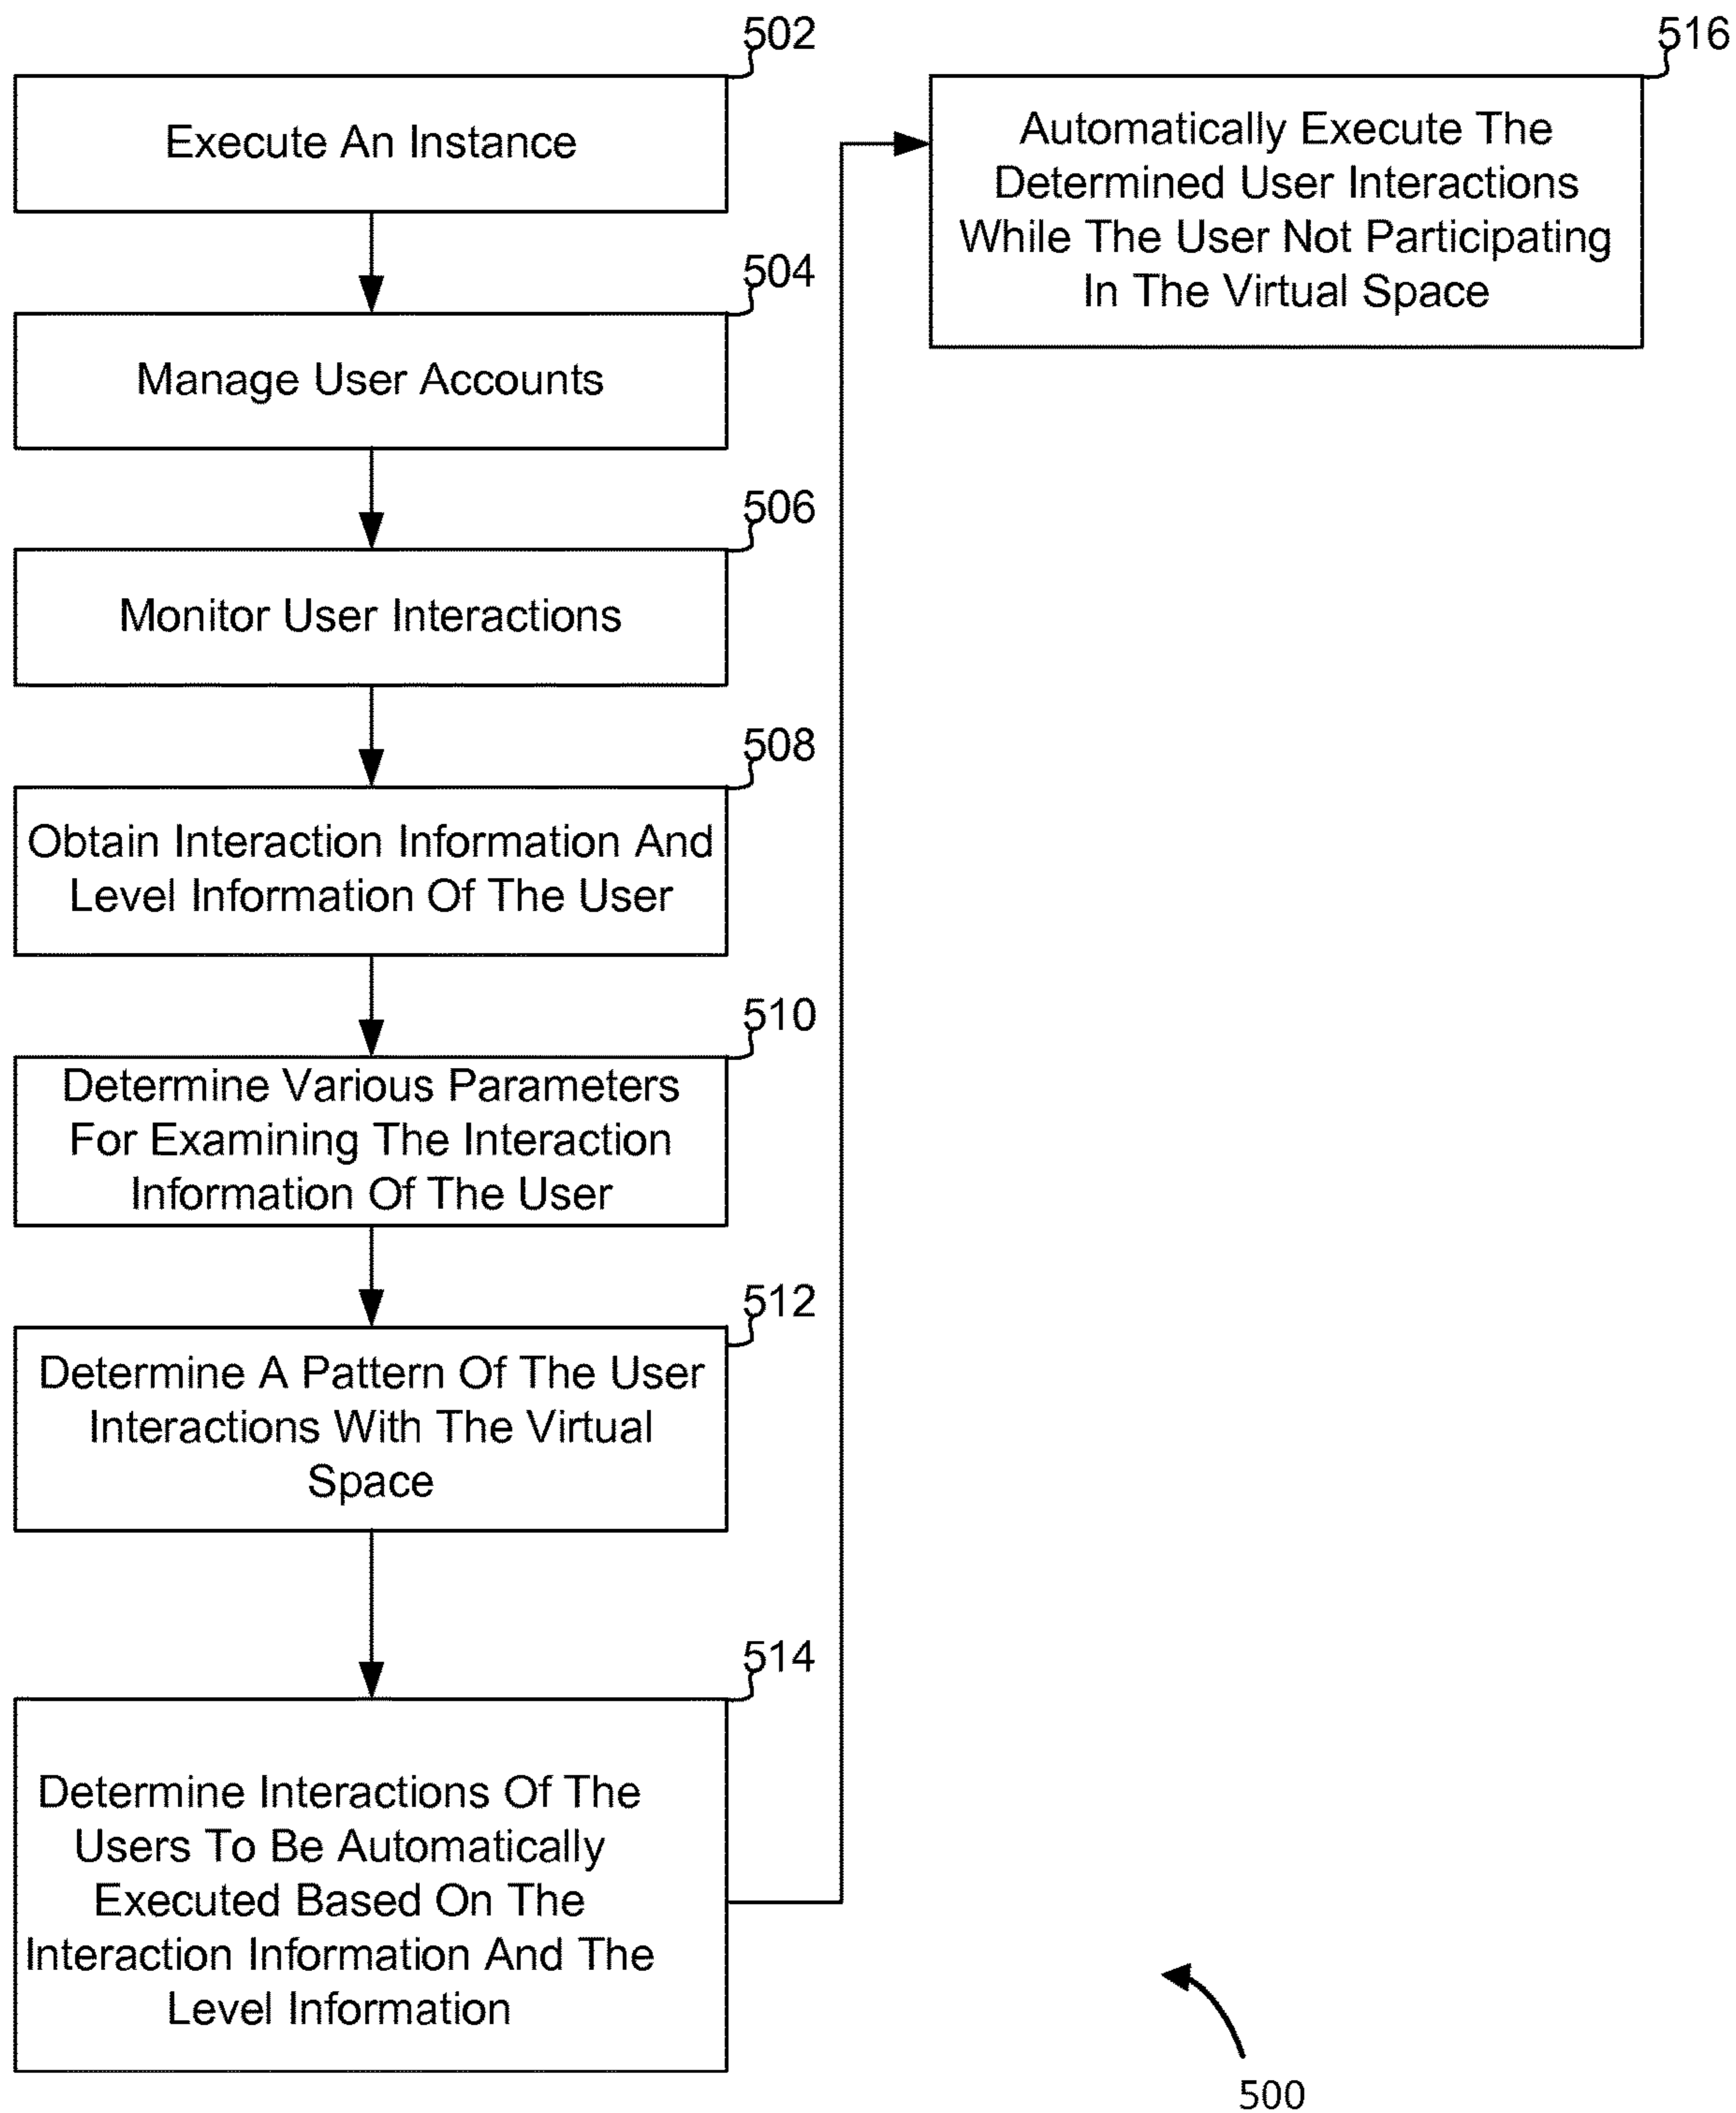 502
Execute An Instance
504
Manage User Accounts
506
Monitor User Interactions
508
Obtain Interaction Information And
Level Information Of The User
510
Determine Various Parameters
For Examining The Interaction
Information Of The User
512
Determine A Pattern Of The User
Interactions With The Virtual
Space
514
Determine Interactions Of The
Users To Be Automatically
Executed Based On The
Interaction Information And The
Level Information
516
Automatically Execute The
Determined User Interactions
While The User Not Participating
In The Virtual Space
500